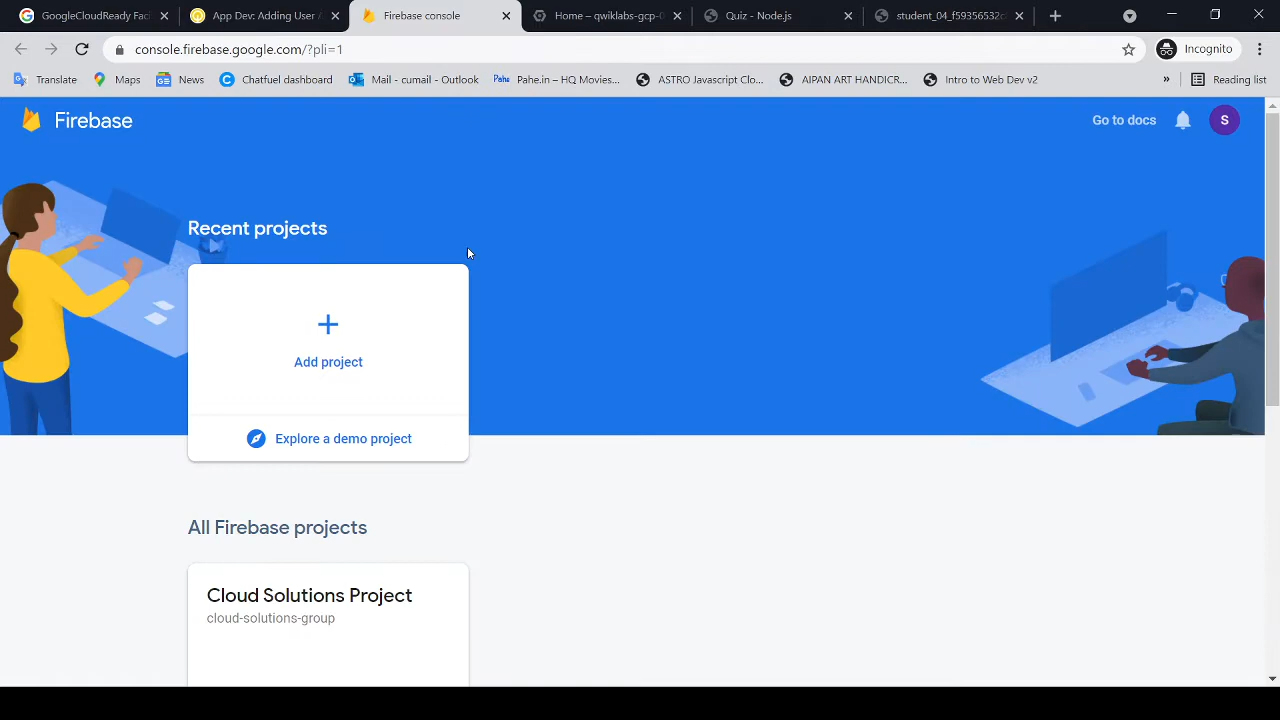 GoogleCloudReady Faci
App Dev: Adding User A
Firebase console
Home – qwiklabs-gcp-0
Quiz - Node.js
student_04_f59356532c
console.firebase.google.com/?pli=1
Incognito
Translate
Maps
News
Chatfuel dashboard
Mail - cumail - Outlook
Pahe.in – HQ Movies...
ASTRO Javascript Clo...
AIPAN ART HANDICR...
Intro to Web Dev v2
»
Reading list
Firebase
Go to docs
S
Recent projects
Add project
Explore a demo project
All Firebase projects
Cloud Solutions Project
cloud-solutions-group